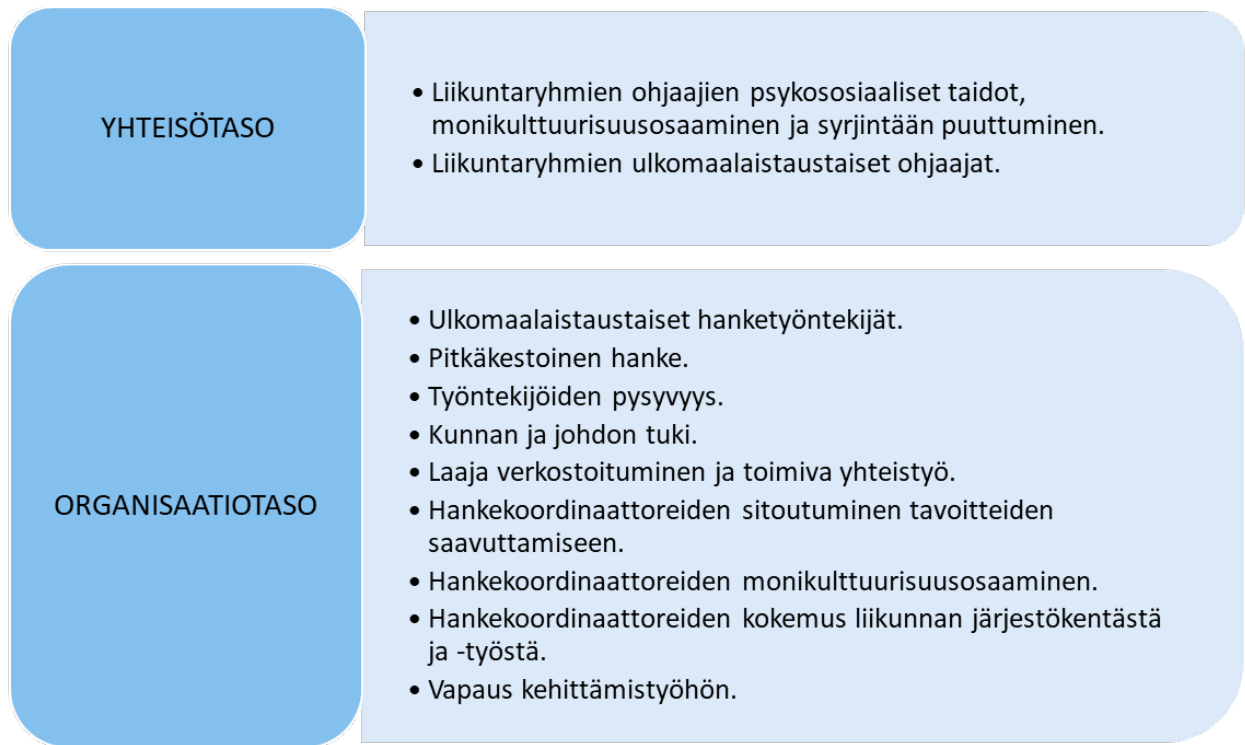 YHTEISÖTASO
• Liikuntaryhmien ohjaajien psykososiaaliset taidot,
monikulttuurisuusosaaminen ja syrjintään puuttuminen.
• Liikuntaryhmien ulkomaalaistaustaiset ohjaajat.
ORGANISAATIOTASO
• Ulkomaalaistaustaiset hanketyöntekijät.
• Pitkäkestoinen hanke.
• Työntekijöiden pysyvyys.
• Kunnan ja johdon tuki.
• Laaja verkostoituminen ja toimiva yhteistyö.
• Hankekoordinaattoreiden sitoutuminen tavoitteiden
saavuttamiseen.
• Hankekoordinaattoreiden monikulttuurisuusosaaminen.
• Hankekoordinaattoreiden kokemus liikunnan järjestökentästä
ja -työstä.
• Vapaus kehittämistyöhön.